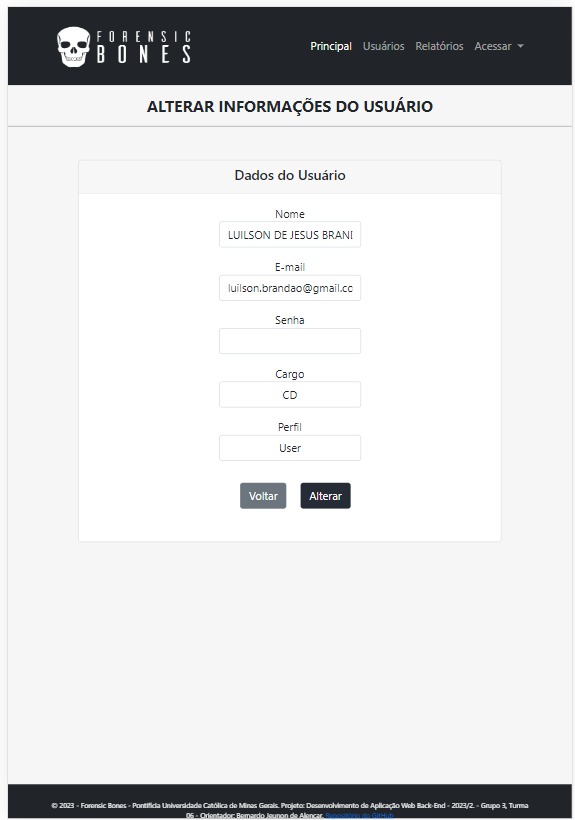 FORENSIC
BONES
Principal Usuários Relatórios Acessar
ALTERAR INFORMAÇÕES DO USUÁRIO
Dados do Usuário
Nome
LUILSON DE JESUS BRANI
E-mail
luilson.brandao@gmail.cc
Senha
Cargo
CD
Perfil
User
Voltar Alterar
© 2023 - Forensic Bones - Pontifícia Universidade Católica de Minas Gerais. Projeto: Desenvolvimento de Aplicação Web Back-End - 2023/2. - Grupo 3, Turma
06 - Orientador: Bernardo Jeunon de Alencar. Repositório do GitHub